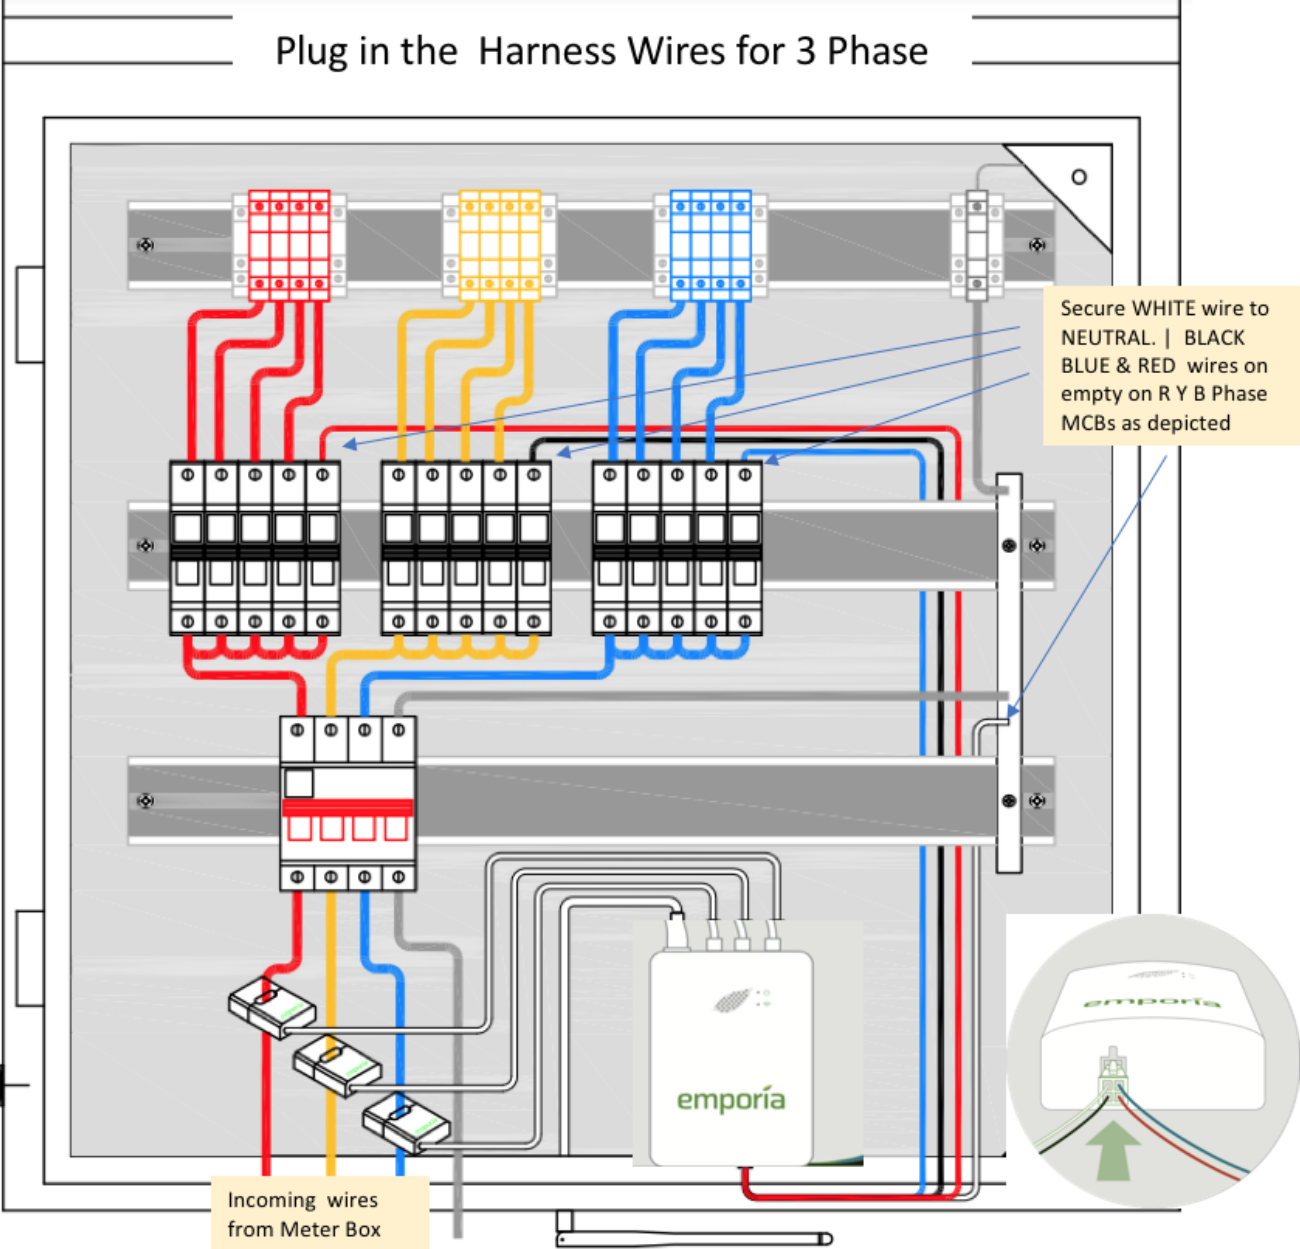 Plug in the Harness Wires for 3 Phase
Secure WHITE wire to
NEUTRAL. | BLACK
BLUE & RED wires on
empty on R Y B Phase
MCBs as depicted
emporia
emporia
Incoming wires
from Meter Box